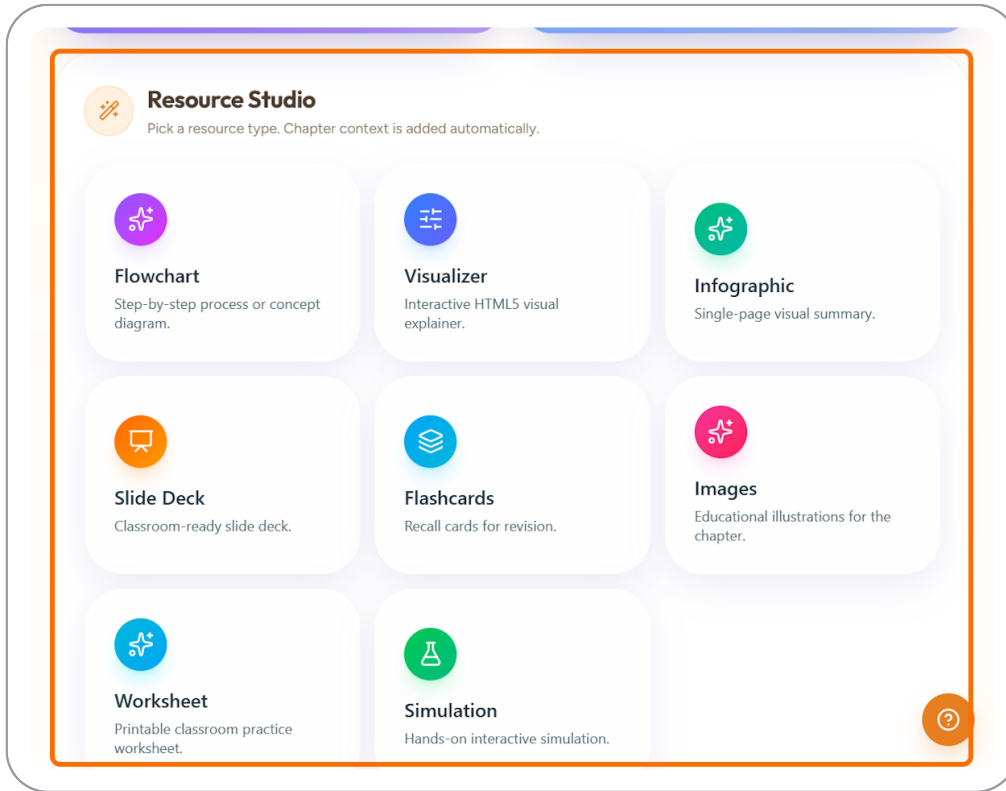 Resource Studio
Pick a resource type. Chapter context is added automatically.
Flowchart
Step-by-step process or concept
diagram.
Visualizer
Interactive HTML5 visual
explainer.
Infographic
Single-page visual summary.
Slide Deck
Classroom-ready slide deck.
Flashcards
Recall cards for revision.
Images
Educational illustrations for the
chapter.
Worksheet
Printable classroom practice
worksheet.
Simulation
Hands-on interactive simulation.